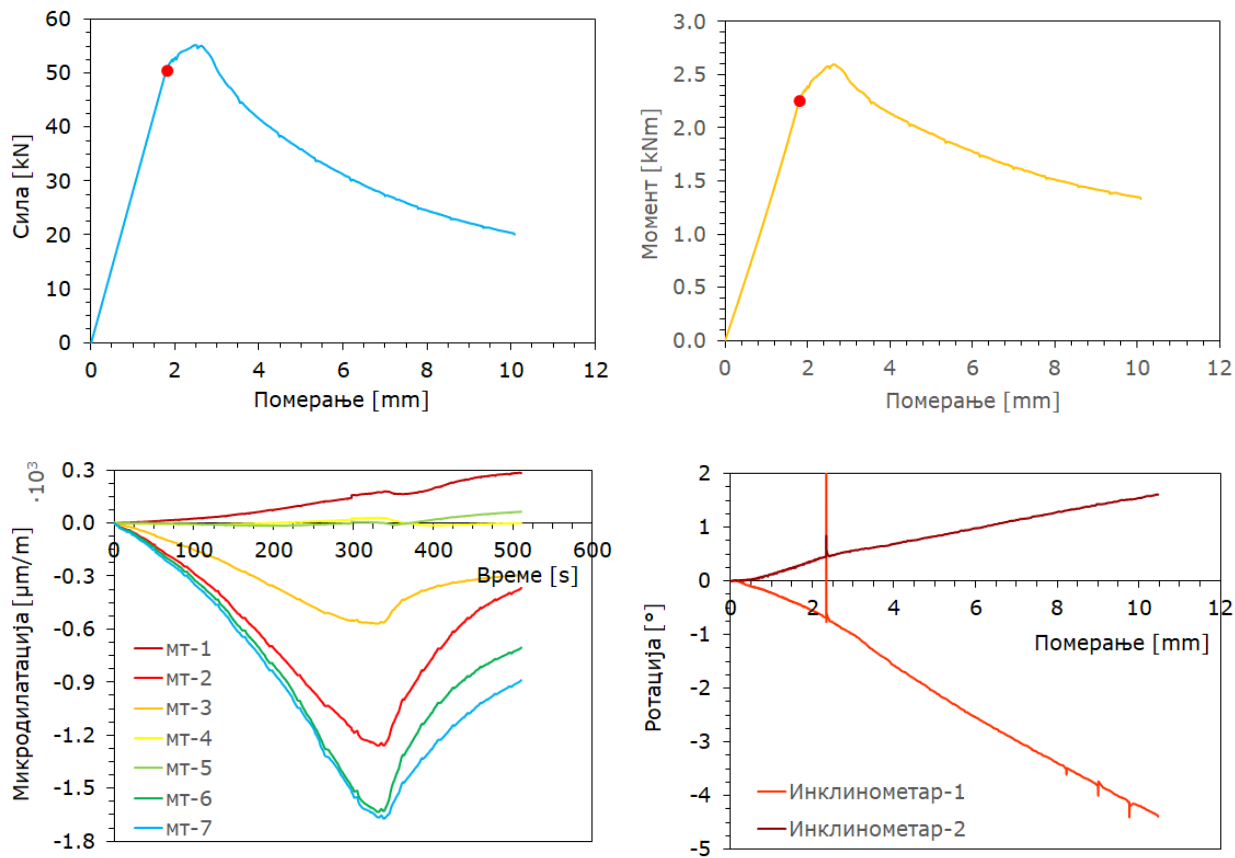 Сила [kN]
60
50
40
30
20
10
0
0 2 4 6 8 10 12
Померање [mm]
Момент [kNm]
3.0
2.5
2.0
1.5
1.0
0.5
0.0
0 2 4 6 8 10 12
Померање [mm]
Микродилатација [μm/m]
·10³
0.3
0.0
-0.3
-0.6
-0.9
-1.2
-1.5
-1.8
0 100 200 300 400 500 600
Време [s]
мт-1
мт-2
мт-3
мт-4
мт-5
мт-6
мт-7
Ротација [°]
2
1
0
-1
-2
-3
-4
-5
0 2 4 6 8 10 12
Померање [mm]
Инклинометар-1
Инклинометар-2